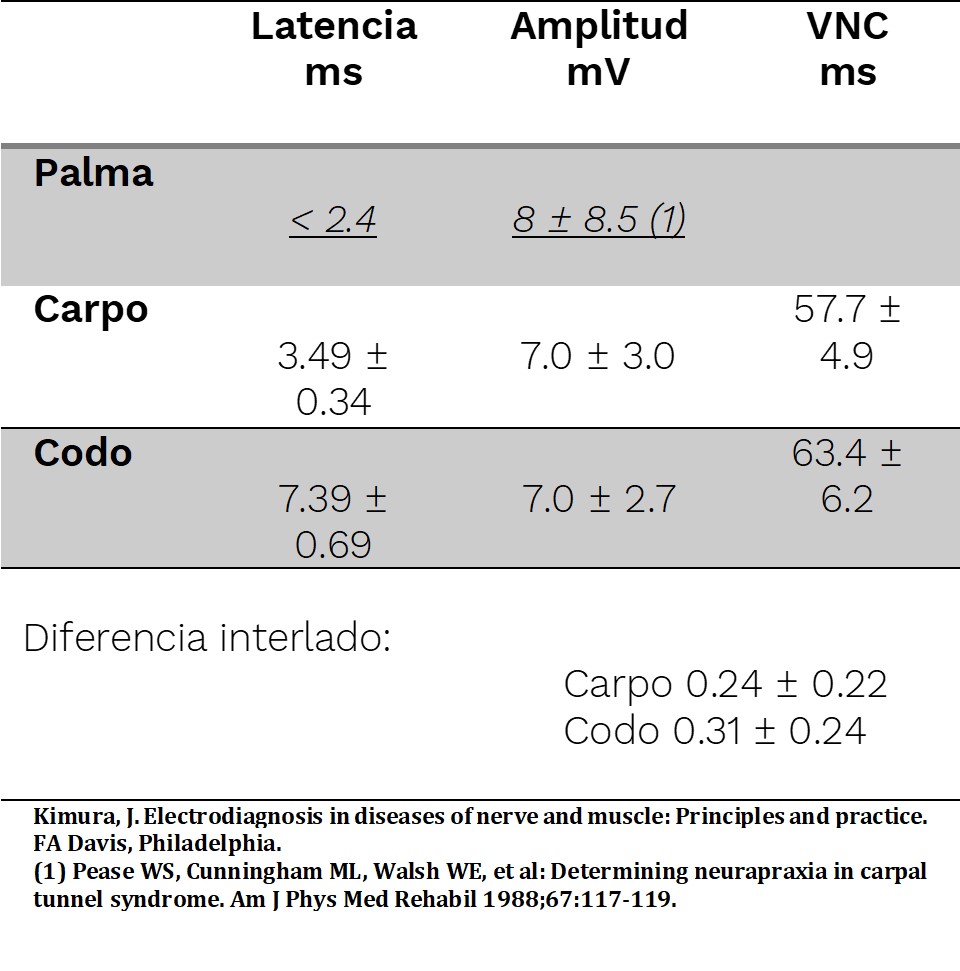 Latencia Amplitud VNC
ms mV ms
Palma
< 2.4 8 ± 8.5 (1)
Carpo 57.7 ±
3.49 ± 7.0 ± 3.0 4.9
0.34
Codo 63.4 ±
7.39 ± 7.0 ± 2.7 6.2
0.69
Diferencia interlado:
Carpo 0.24 ± 0.22
Codo 0.31 ± 0.24
Kimura, J. Electrodiagnosis in diseases of nerve and muscle: Principles and practice.
FA Davis, Philadelphia.
(1) Pease WS, Cunningham ML, Walsh WE, et al: Determining neurapraxia in carpal
tunnel syndrome. Am J Phys Med Rehabil 1988;67:117-119.